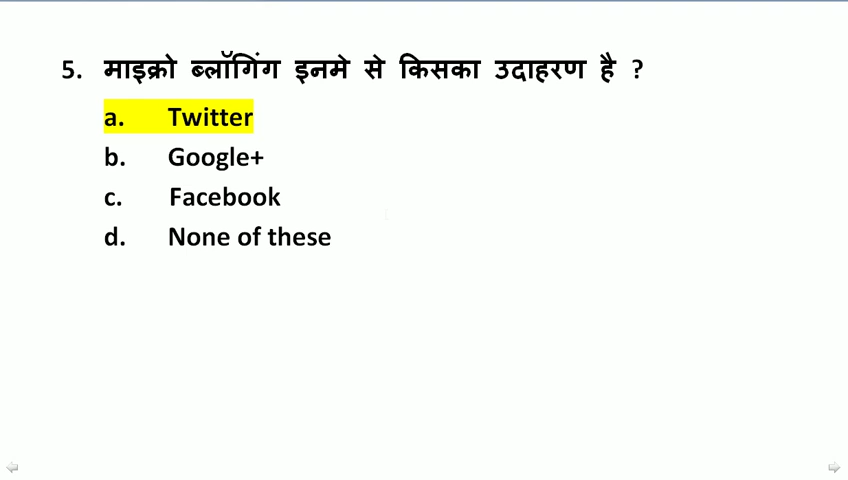 5. माइक्रो ब्लॉगिंग इनमे से किसका उदाहरण है ?
a. Twitter
b. Google+
c. Facebook
d. None of these